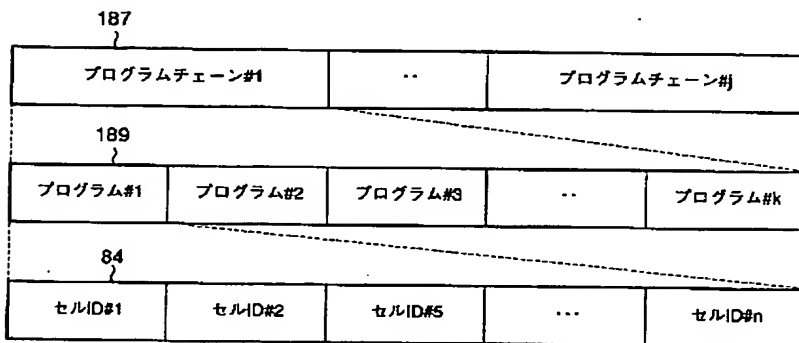 187
プログラムチェーン#1 ‥ プログラムチェーン#j
189
プログラム#1 プログラム#2 プログラム#3 ‥ プログラム#k
84
セルID#1 セルID#2 セルID#5 ... セルID#n